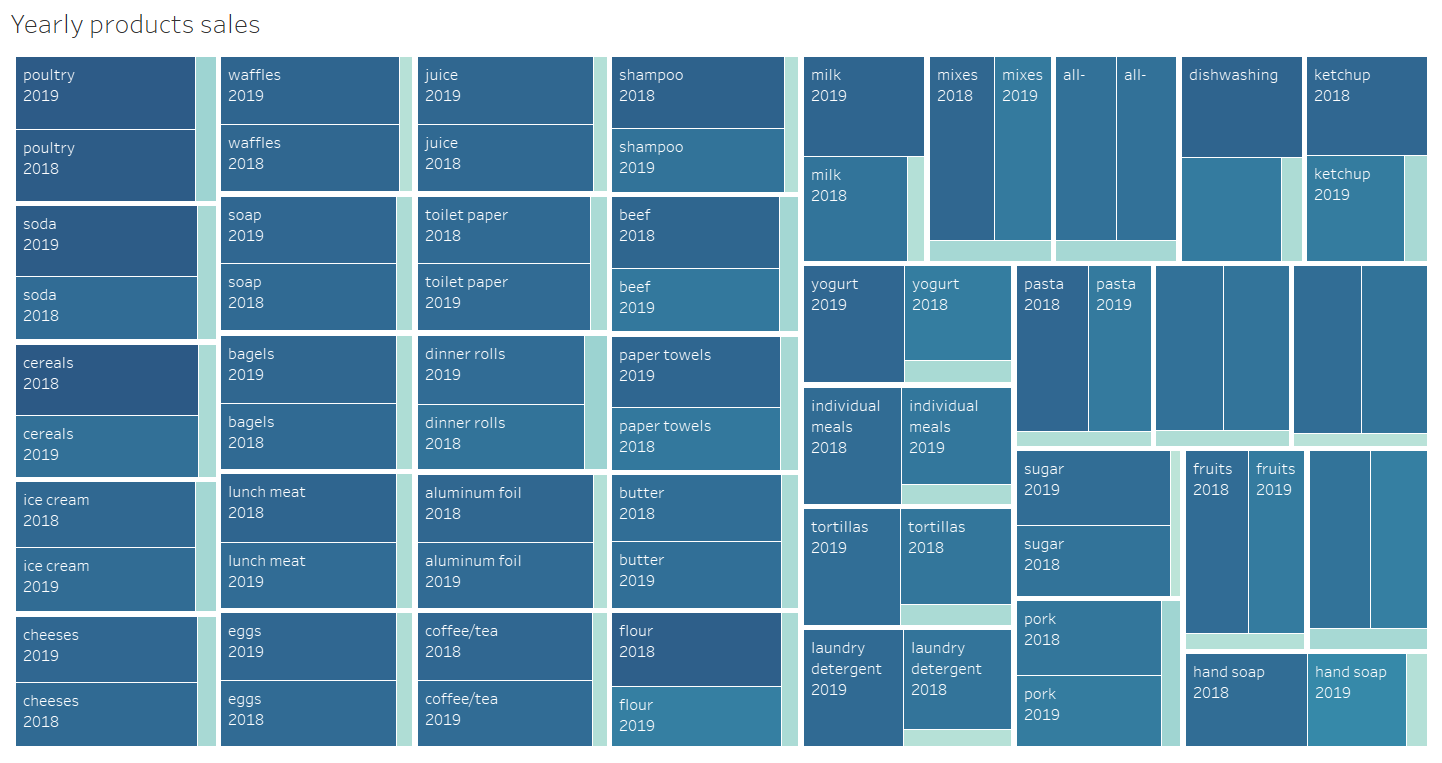 Yearly products sales
poultry
2019
poultry
2018
soda
2019
soda
2018
cereals
2018
cereals
2019
ice cream
2018
ice cream
2019
cheeses
2019
cheeses
2018
waffles
2019
waffles
2018
soap
2019
soap
2018
bagels
2019
bagels
2018
lunch meat
2018
lunch meat
2019
eggs
2019
eggs
2018
juice
2019
juice
2018
toilet paper
2018
toilet paper
2019
dinner rolls
2019
dinner rolls
2018
aluminum foil
2018
aluminum foil
2019
coffee/tea
2018
coffee/tea
2019
shampoo
2018
shampoo
2019
beef
2018
beef
2019
paper towels
2019
paper towels
2018
butter
2018
butter
2019
flour
2018
flour
2019
milk
2019
milk
2018
mixes
2018
mixes
2019
all-
all-
dishwashing
ketchup
2018
ketchup
2019
yogurt
2019
yogurt
2018
individual
meals
2018
individual
meals
2019
tortillas
2019
tortillas
2018
laundry
detergent
2019
laundry
detergent
2018
pasta
2018
pasta
2019
sugar
2019
sugar
2018
pork
2018
pork
2019
fruits
2018
fruits
2019
hand soap
2018
hand soap
2019